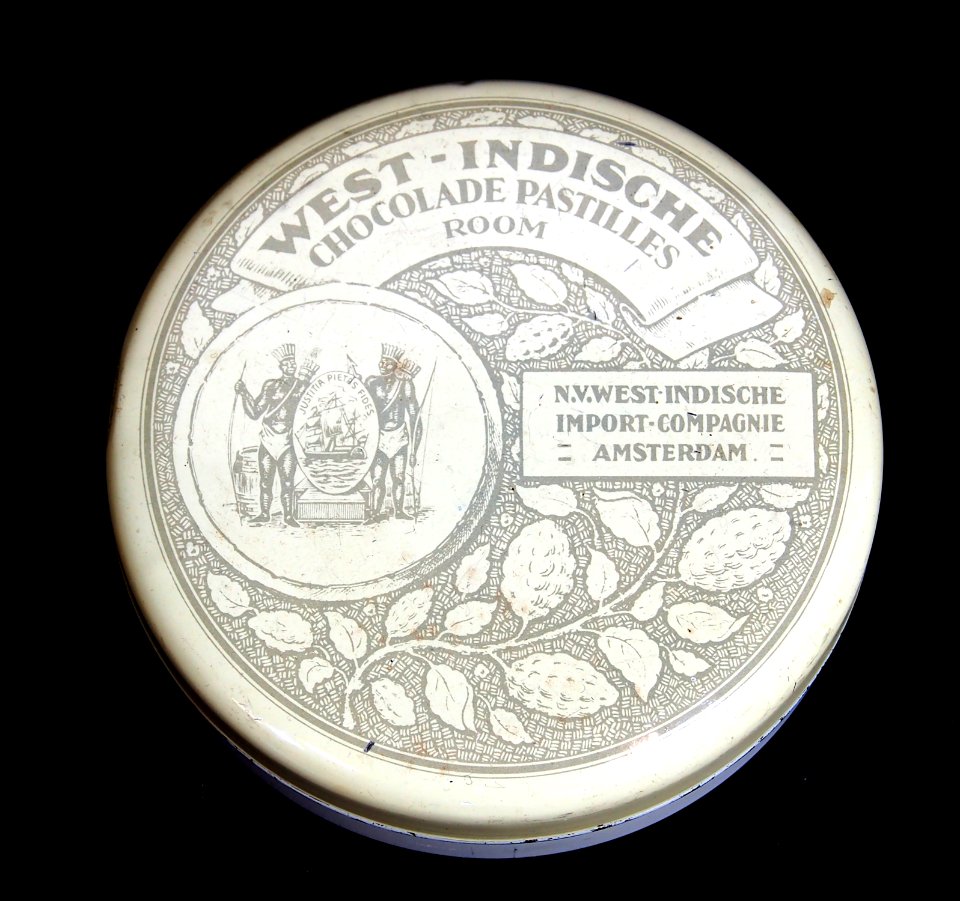 WEST-INDISCHE
CHOCOLADE PASTILLES
ROOM
JUSTITIA PIETAS FIDES
N.V. WEST-INDISCHE
IMPORT-COMPAGNIE
= AMSTERDAM. =